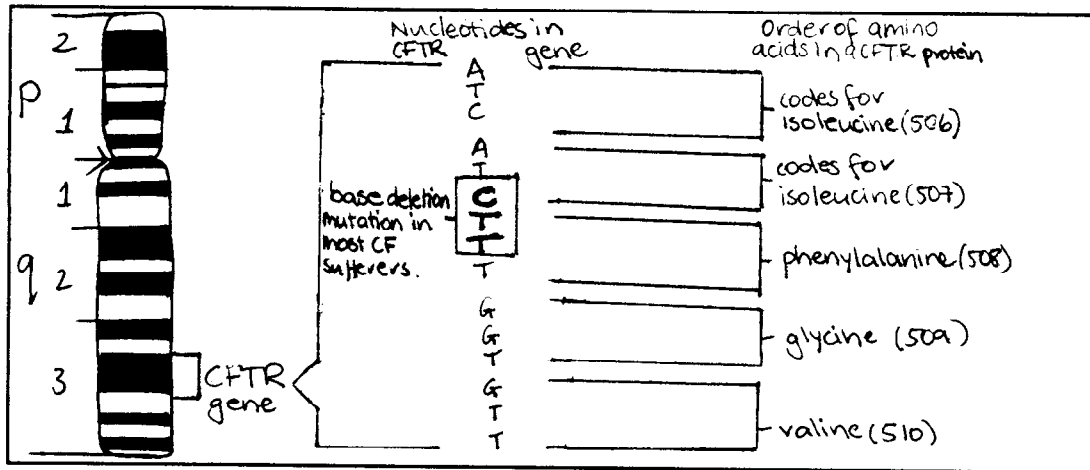 2
p
1
1
q
2
3
CFTR
gene
Nucleotides in
CFTR gene
A
T
C
A
T
C
T
T
T
G
G
T
G
T
T
base deletion
mutation in
most CF
sufferers.
Order of amino
acids in a CFTR protein
codes for
isoleucine (506)
codes for
isoleucine (507)
phenylalanine (508)
glycine (509)
valine (510)